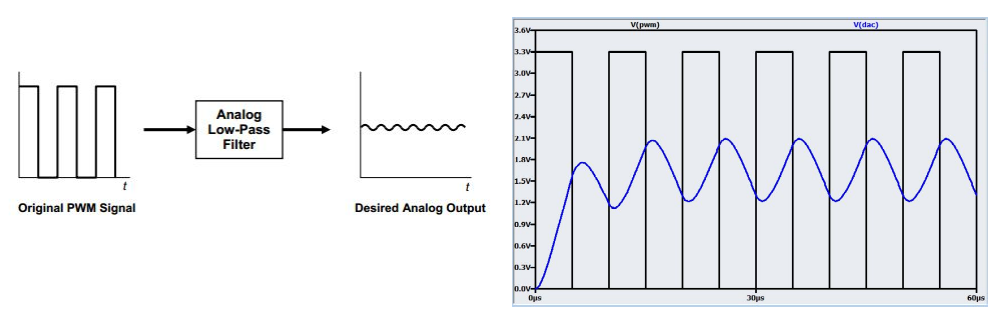 Analog
Low-Pass
Filter
t
t
Original PWM Signal
Desired Analog Output
V(pwm)
V(dac)
3.6V
3.3V
3.0V
2.7V
2.4V
2.1V
1.8V
1.5V
1.2V
0.9V
0.6V
0.3V
0.0V
0µs
30µs
60µs